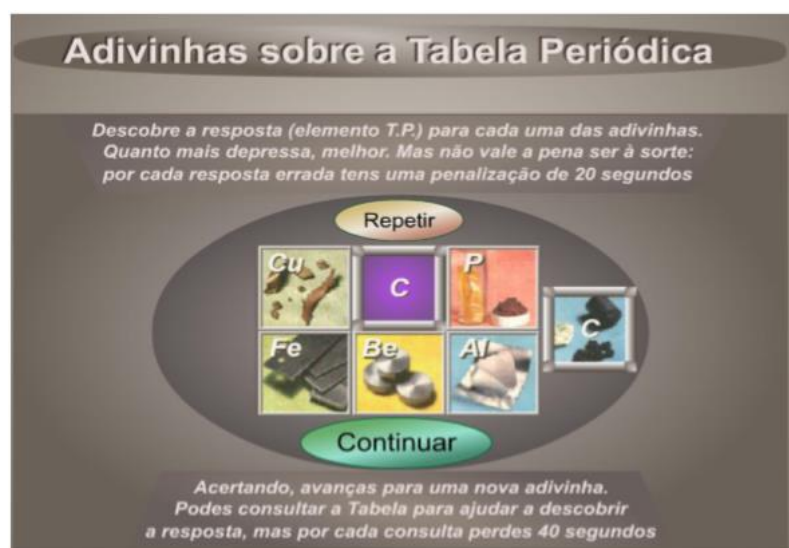 Adivinhas sobre a Tabela Periódica
Descobre a resposta (elemento T.P.) para cada uma das adivinhas.
Quanto mais depressa, melhor. Mas não vale a pena ser à sorte:
por cada resposta errada tens uma penalização de 20 segundos
Repetir
Cu
C
P
C
Fe
Be
Al
Continuar
Acertando, avanças para uma nova adivinha.
Podes consultar a Tabela para ajudar a descobrir
a resposta, mas por cada consulta perdes 40 segundos